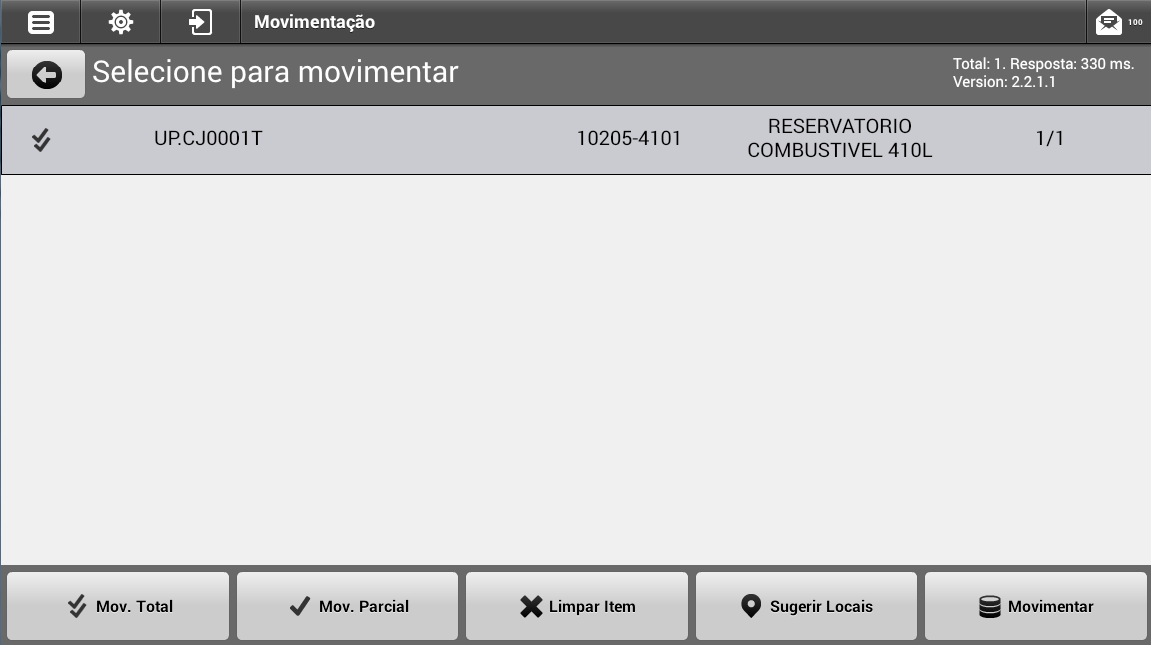 Movimentação
100
Selecione para movimentar
Total: 1. Resposta: 330 ms.
Version: 2.2.1.1
UP.CJ0001T
10205-4101
RESERVATORIO
COMBUSTIVEL 410L
1/1
Mov. Total
Mov. Parcial
Limpar Item
Sugerir Locais
Movimentar